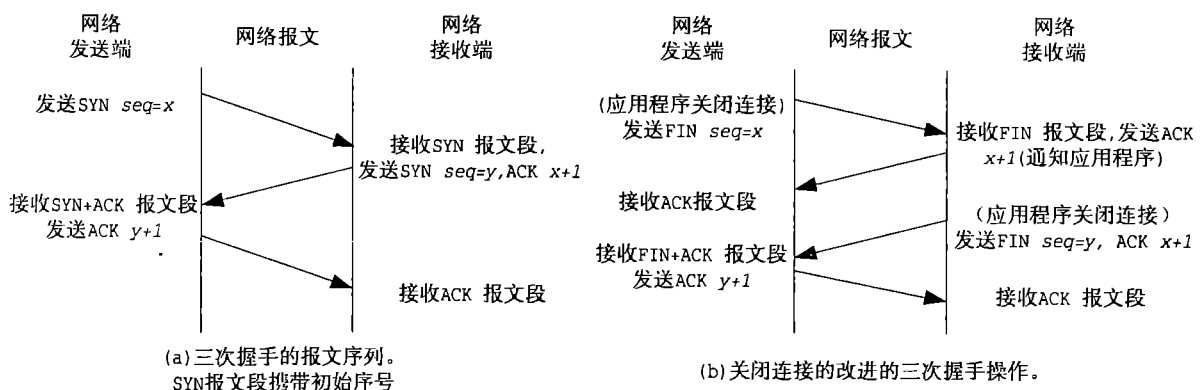 网络
发送端
网络报文
网络
接收端
发送SYN seq=x
接收SYN 报文段,
发送SYN seq=y,ACK x+1
接收SYN+ACK 报文段
发送ACK y+1
接收ACK 报文段
(a)三次握手的报文序列。
SYN报文段携带初始序号
网络
发送端
网络报文
网络
接收端
(应用程序关闭连接)
发送FIN seq=x
接收FIN 报文段,发送ACK
x+1(通知应用程序)
接收ACK报文段
(应用程序关闭连接)
发送FIN seq=y, ACK x+1
接收FIN+ACK 报文段
发送ACK y+1
接收ACK 报文段
(b)关闭连接的改进的三次握手操作。